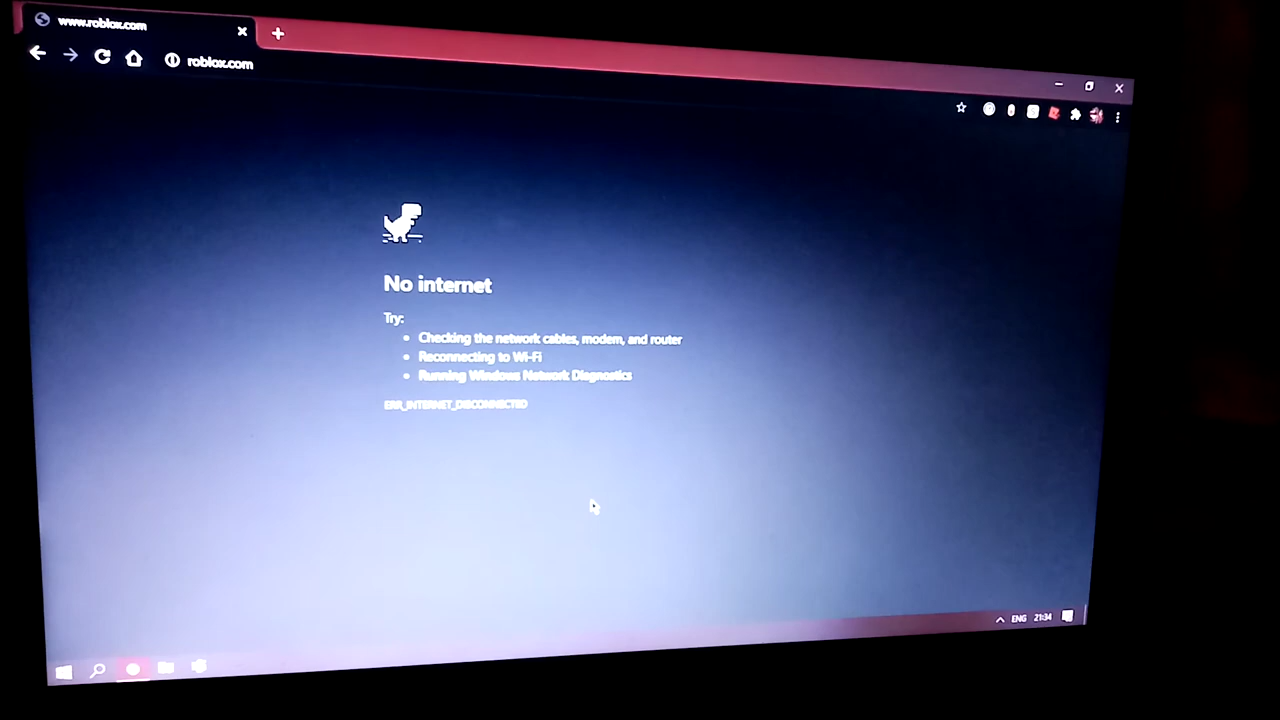 www.roblox.com
roblox.com
No internet
Try:
Checking the network cables, modem, and router
Reconnecting to Wi-Fi
Running Windows Network Diagnostics
ERR_INTERNET_DISCONNECTED
ENG 21:34